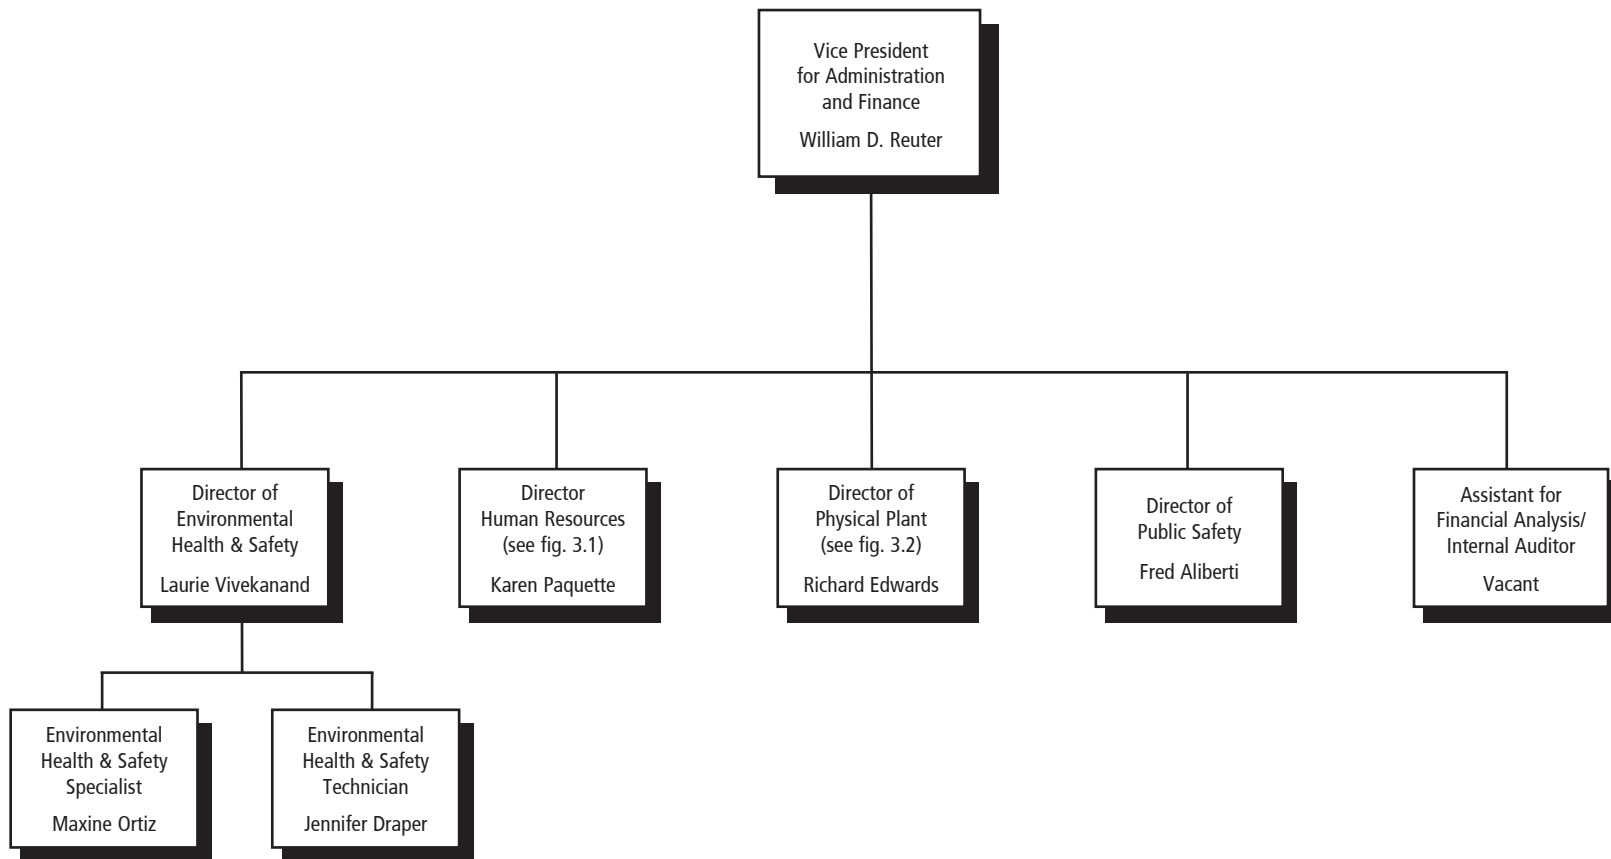 Vice President
for Administration
and Finance
William D. Reuter
Director of
Environmental
Health & Safety
Laurie Vivekanand
Director
Human Resources
(see fig. 3.1)
Karen Paquette
Director of
Physical Plant
(see fig. 3.2)
Richard Edwards
Director of
Public Safety
Fred Aliberti
Assistant for
Financial Analysis/
Internal Auditor
Vacant
Environmental
Health & Safety
Specialist
Maxine Ortiz
Environmental
Health & Safety
Technician
Jennifer Draper